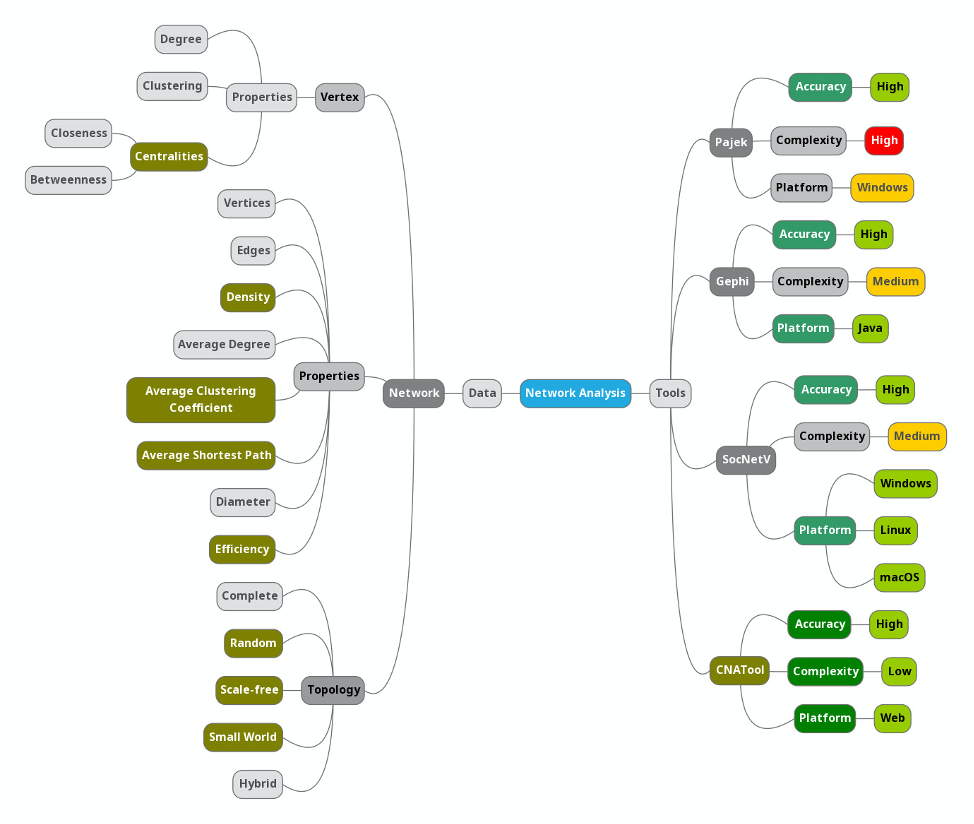 Degree
Clustering
Properties
Vertex
Closeness
Centralities
Betweenness
Vertices
Edges
Density
Average Degree
Properties
Average Clustering
Coefficient
Average Shortest Path
Diameter
Efficiency
Complete
Random
Scale-free
Topology
Small World
Hybrid
Network
Data
Network Analysis
Tools
Pajek
Accuracy
High
Complexity
High
Platform
Windows
Gephi
Accuracy
High
Complexity
Medium
Platform
Java
SocNetV
Accuracy
High
Complexity
Medium
Platform
Windows
Linux
macOS
CNATool
Accuracy
High
Complexity
Low
Platform
Web